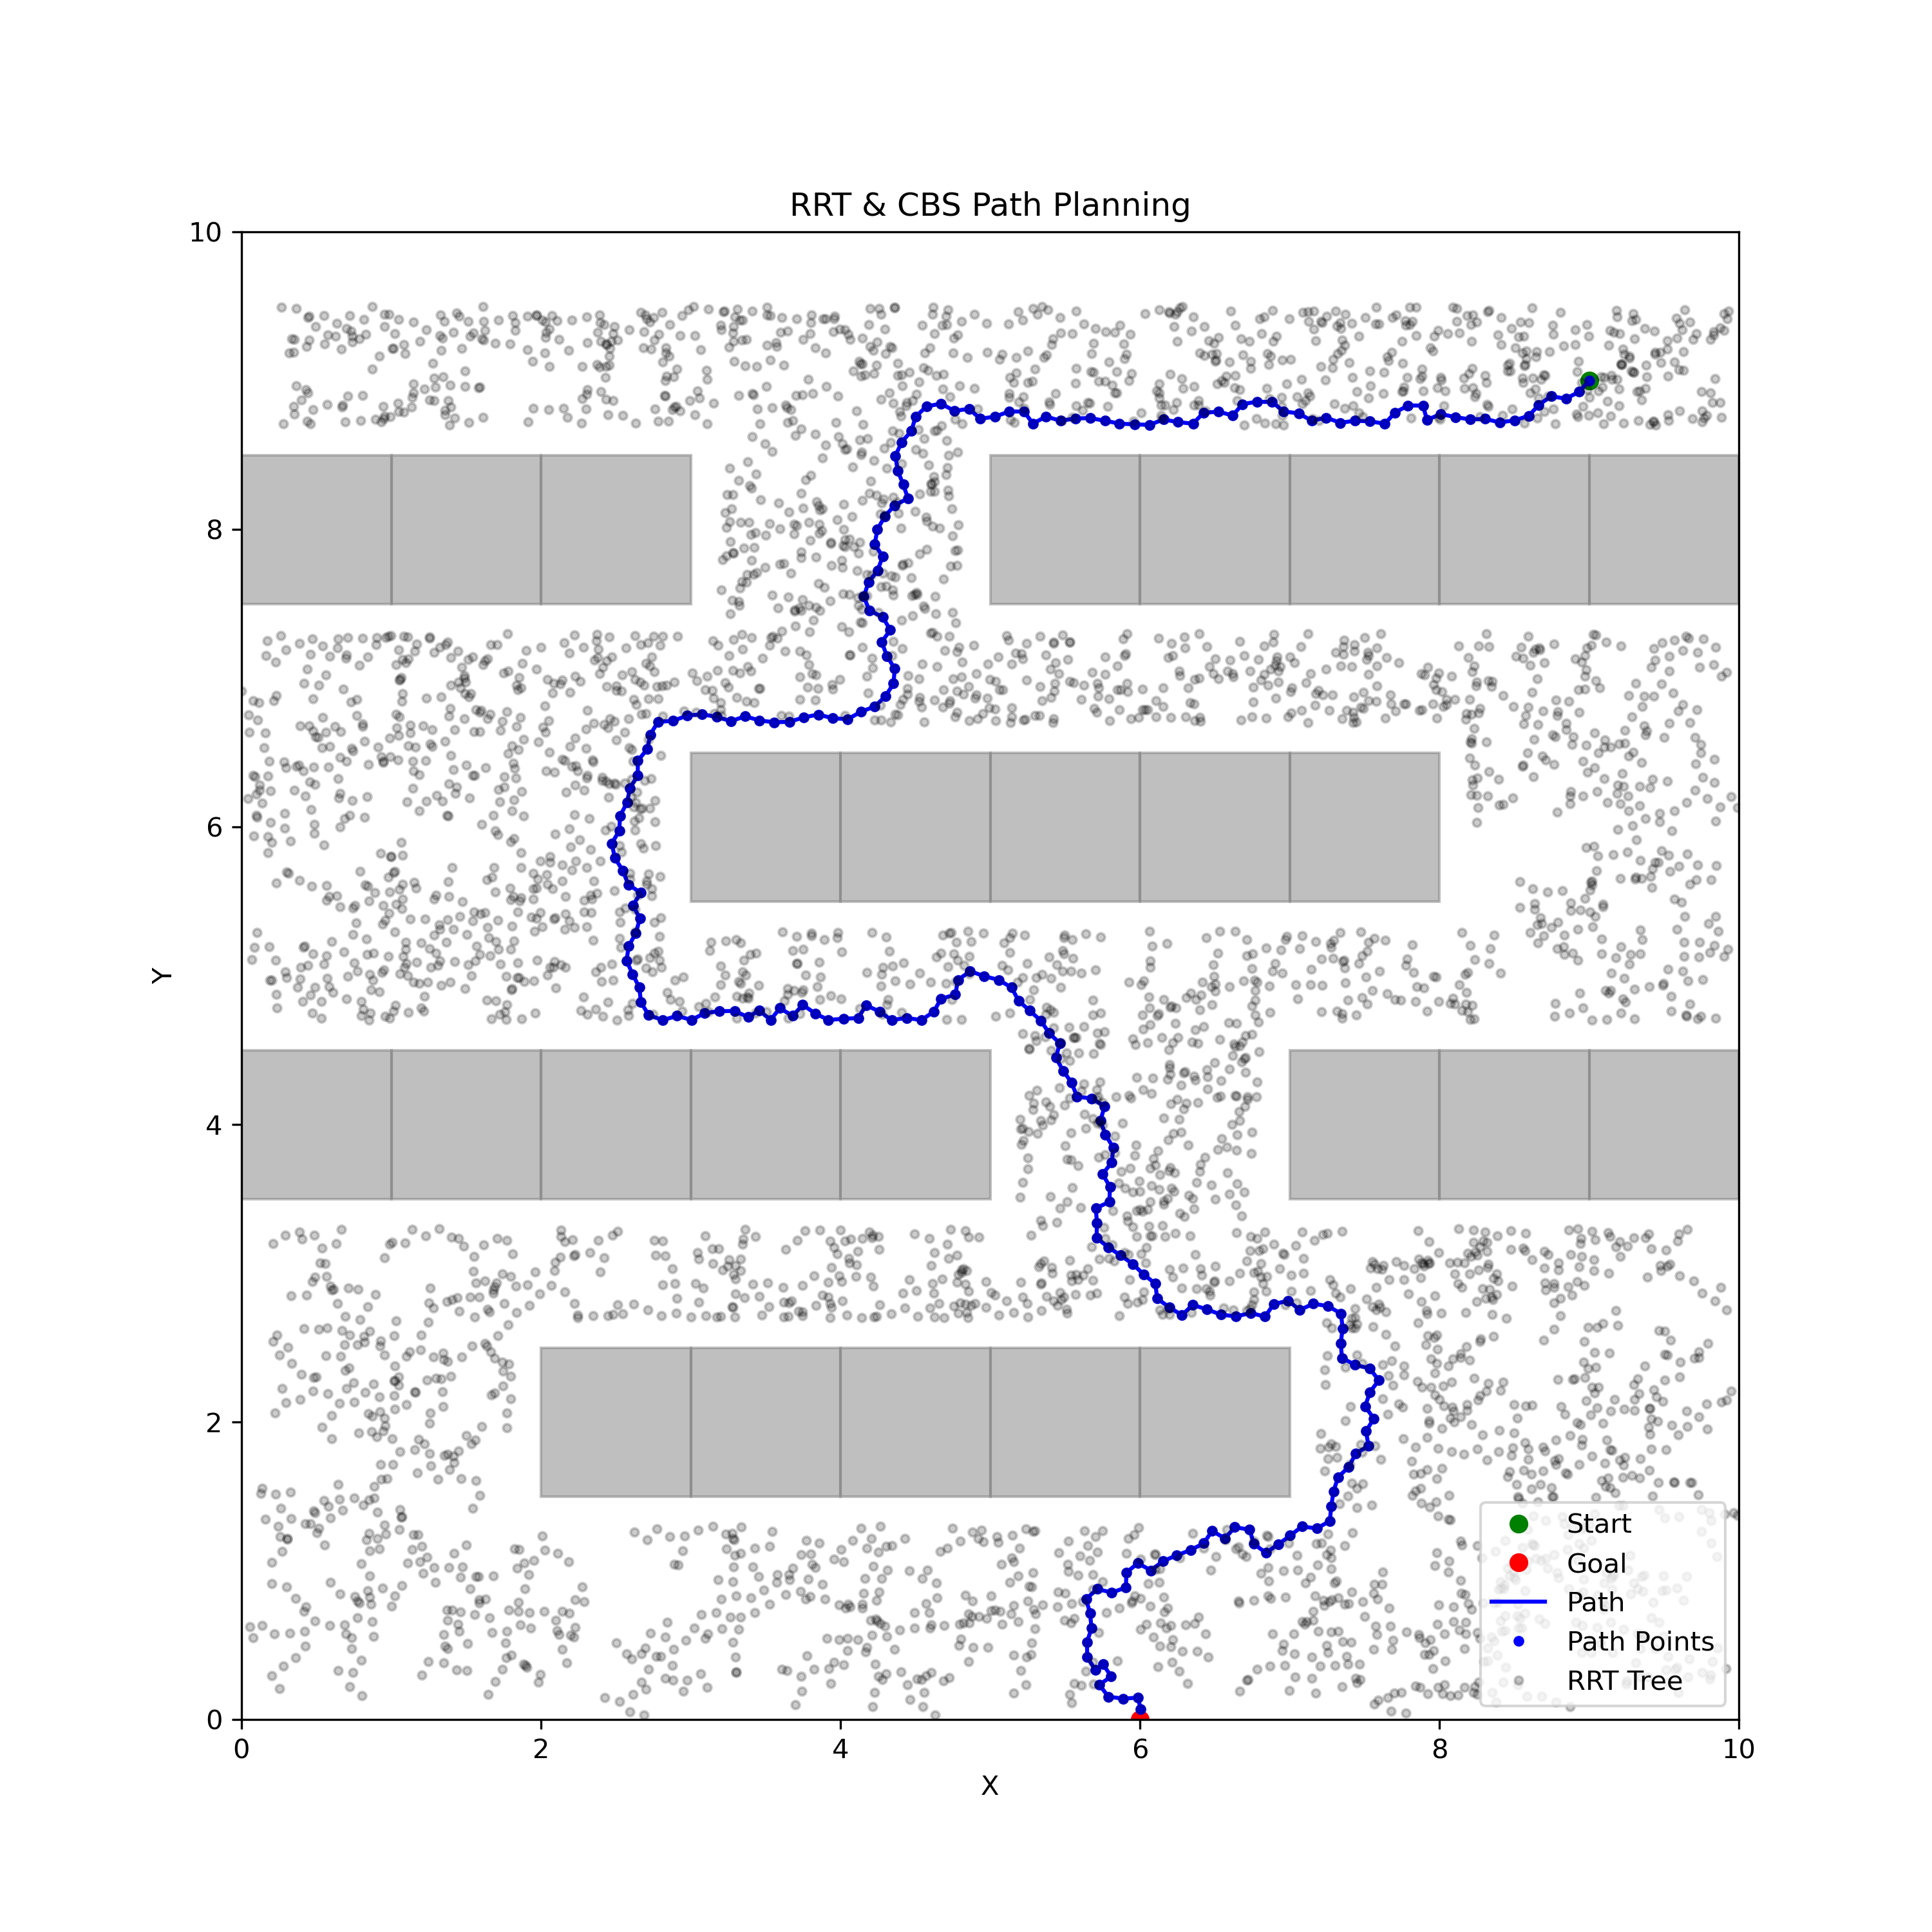 RRT & CBS Path Planning
10
8
6
4
2
0
Y
0 2 4 6 8 10
X
Start
Goal
Path
Path Points
RRT Tree